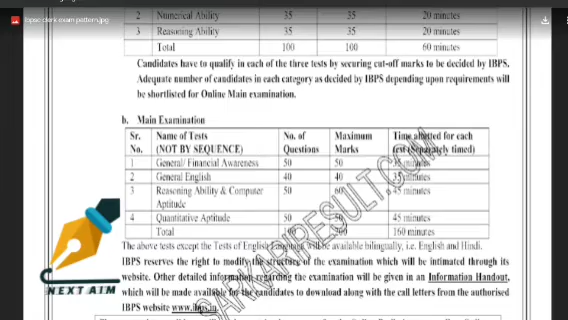 ibpsc clerk exam pattern.jpg
2 Numerical Ability 35 35 20 minutes
3 Reasoning Ability 35 35 20 minutes
Total 100 100 60 minutes
Candidates have to qualify in each of the three tests by securing cut-off marks to be decided by IBPS.
Adequate number of candidates in each category as decided by IBPS depending upon requirements will
be shortlisted for Online Main examination.
b. Main Examination
Sr. Name of Tests No. of Maximum Time allotted for each
No. (NOT BY SEQUENCE) Questions Marks test (Separately timed)
1 General/ Financial Awareness 50 50 35 minutes
2 General English 40 40 35 minutes
3 Reasoning Ability & Computer 50 60 45 minutes
Aptitude
4 Quantitative Aptitude 50 50 45 minutes
Total 200 160 minutes
The above tests except the Tests of English Language will be available bilingually, i.e. English and Hindi.
IBPS reserves the right to modify the structure of the examination which will be intimated through its
website. Other detailed information regarding the examination will be given in an Information Handout,
which will be made available for the candidates to download along with the call letters from the authorised
IBPS website www.ibps.in.
SARKARIRESULT.COM
NEXT AIM